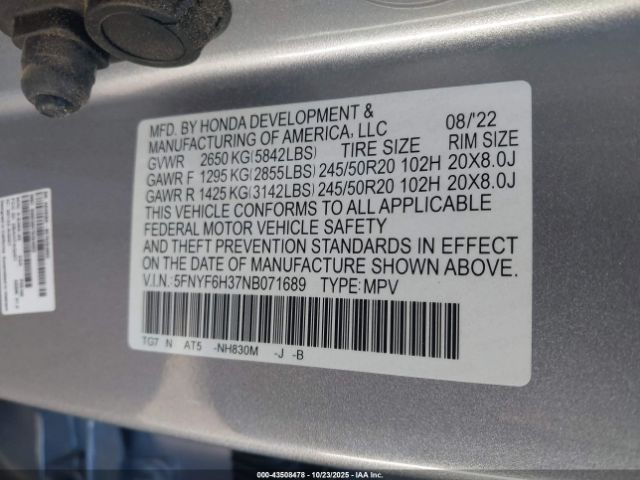 MFD. BY HONDA DEVELOPMENT &
MANUFACTURING OF AMERICA, LLC 08/'22
GVWR 2650 KG(5842LBS) TIRE SIZE RIM SIZE
GAWR F 1295 KG(2855LBS) 245/50R20 102H 20X8.0J
GAWR R 1425 KG(3142LBS) 245/50R20 102H 20X8.0J
THIS VEHICLE CONFORMS TO ALL APPLICABLE
FEDERAL MOTOR VEHICLE SAFETY
AND THEFT PREVENTION STANDARDS IN EFFECT
ON THE DATE OF MANUFACTURE SHOWN ABOVE.
V.I.N.: 5FNYF6H37NB071689 TYPE: MPV
TG7 N AT5 -NH830M -J -B
000-43508478 - 10/23/2025 - Copyright: IAA, LLC